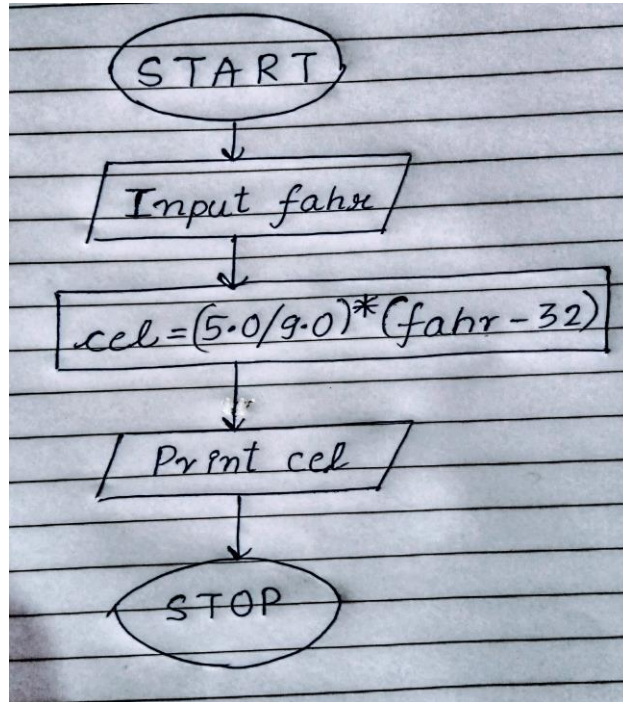 START
Input fahr
cel=(5.0/9.0)*(fahr-32)
Print cel
STOP